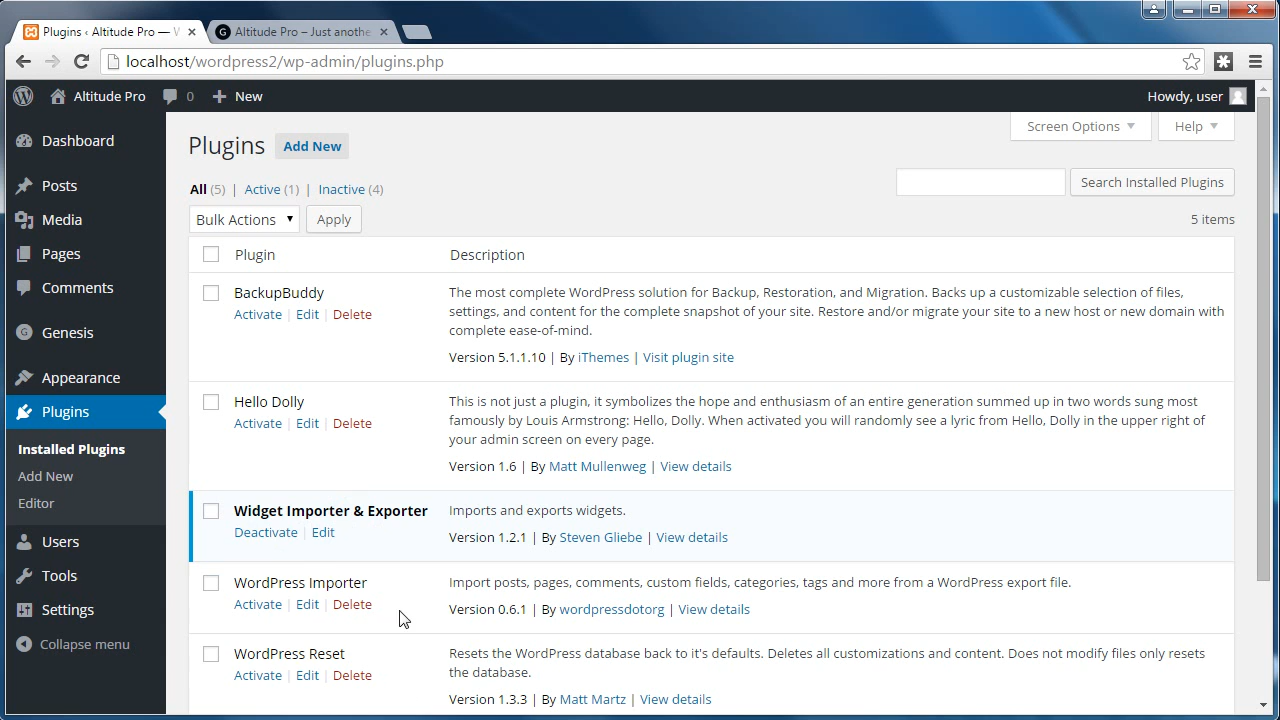 Plugins ‹ Altitude Pro — V
Altitude Pro – Just anothe
localhost/wordpress2/wp-admin/plugins.php
Altitude Pro 0 New Howdy, user
Dashboard
Posts
Media
Pages
Comments
Genesis
Appearance
Plugins
Installed Plugins
Add New
Editor
Users
Tools
Settings
Collapse menu
Screen Options Help
Plugins Add New
All (5) | Active (1) | Inactive (4)
Search Installed Plugins
Bulk Actions Apply
5 items
Plugin Description
BackupBuddy
Activate | Edit | Delete
The most complete WordPress solution for Backup, Restoration, and Migration. Backs up a customizable selection of files,
settings, and content for the complete snapshot of your site. Restore and/or migrate your site to a new host or new domain with
complete ease-of-mind.
Version 5.1.1.10 | By iThemes | Visit plugin site
Hello Dolly
Activate | Edit | Delete
This is not just a plugin, it symbolizes the hope and enthusiasm of an entire generation summed up in two words sung most
famously by Louis Armstrong: Hello, Dolly. When activated you will randomly see a lyric from Hello, Dolly in the upper right of
your admin screen on every page.
Version 1.6 | By Matt Mullenweg | View details
Widget Importer & Exporter
Deactivate | Edit
Imports and exports widgets.
Version 1.2.1 | By Steven Gliebe | View details
WordPress Importer
Activate | Edit | Delete
Import posts, pages, comments, custom fields, categories, tags and more from a WordPress export file.
Version 0.6.1 | By wordpressdotorg | View details
WordPress Reset
Activate | Edit | Delete
Resets the WordPress database back to it's defaults. Deletes all customizations and content. Does not modify files only resets
the database.
Version 1.3.3 | By Matt Martz | View details